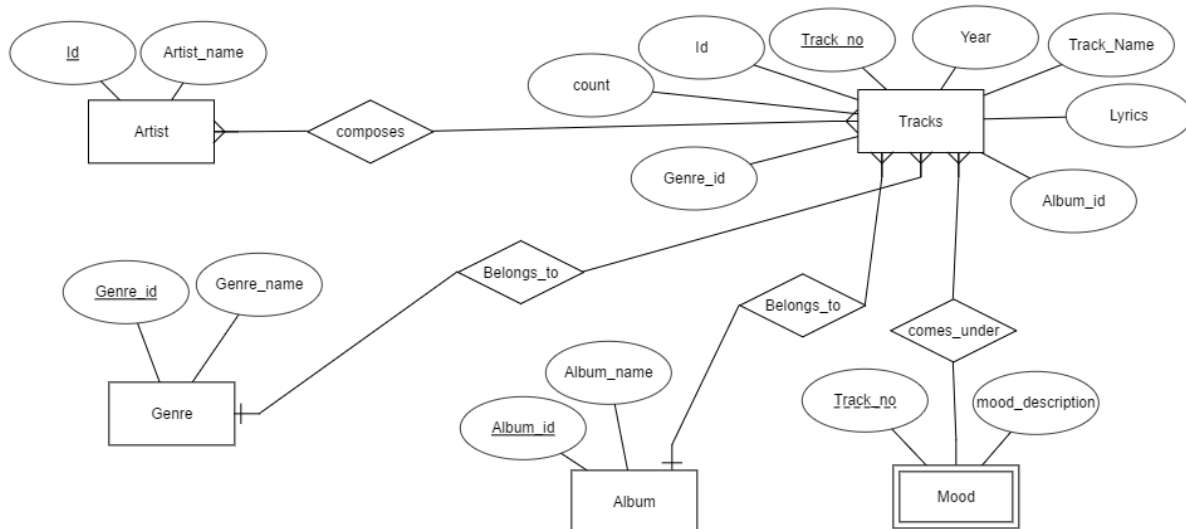 Id
Artist_name
Artist
composes
count
Id
Track_no
Year
Track_Name
Lyrics
Tracks
Genre_id
Album_id
Genre_id
Genre_name
Genre
Belongs_to
Belongs_to
Album_name
Album_id
Album
comes_under
Track_no
mood_description
Mood